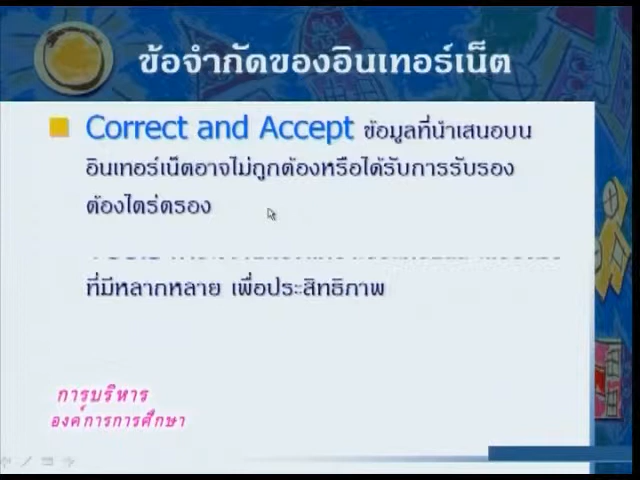 ข้อจำกัดของอินเทอร์เน็ต
Correct and Accept ข้อมูลที่นำเสนอบน
อินเทอร์เน็ตอาจไม่ถูกต้องหรือได้รับการรับรอง
ต้องไตร่ตรอง
ที่มีหลากหลาย เพื่อประสิทธิภาพ
การบริหาร
องค์การการศึกษา